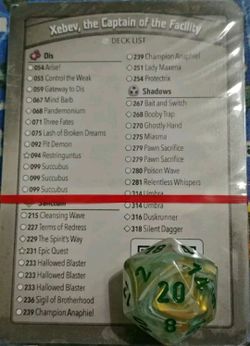 Xebev, the Captain of the Facility
DECK LIST
Dis
054 Arise!
055 Control the Weak
059 Gateway to Dis
067 Mind Barb
068 Pandemonium
071 Three Fates
075 Lash of Broken Dreams
092 Pit Demon
094 Restringuntus
099 Succubus
099 Succubus
099 Succubus
Sanctum
215 Cleansing Wave
227 Terms of Redress
229 The Spirit's Way
231 Epic Quest
233 Hallowed Blaster
233 Hallowed Blaster
233 Hallowed Blaster
236 Sigil of Brotherhood
239 Champion Anaphiel
239 Champion Anaphiel
251 Lady Maxena
254 Protectrix
Shadows
267 Bait and Switch
268 Booby Trap
270 Ghostly Hand
275 Miasma
279 Pawn Sacrifice
279 Pawn Sacrifice
280 Poison Wave
281 Relentless Whispers
314 Umbra
314 Umbra
316 Duskrunner
318 Silent Dagger
20
8